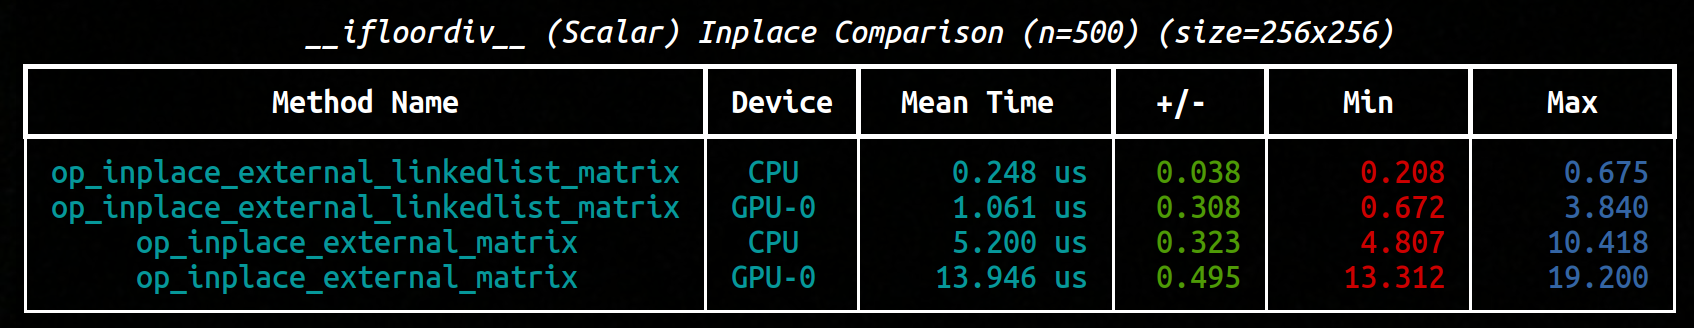 __ifloordiv__ (Scalar) Inplace Comparison (n=500) (size=256x256)
Method Name Device Mean Time +/- Min Max
op_inplace_external_linkedlist_matrix CPU 0.248 us 0.038 0.208 0.675
op_inplace_external_linkedlist_matrix GPU-0 1.061 us 0.308 0.672 3.840
op_inplace_external_matrix CPU 5.200 us 0.323 4.807 10.418
op_inplace_external_matrix GPU-0 13.946 us 0.495 13.312 19.200